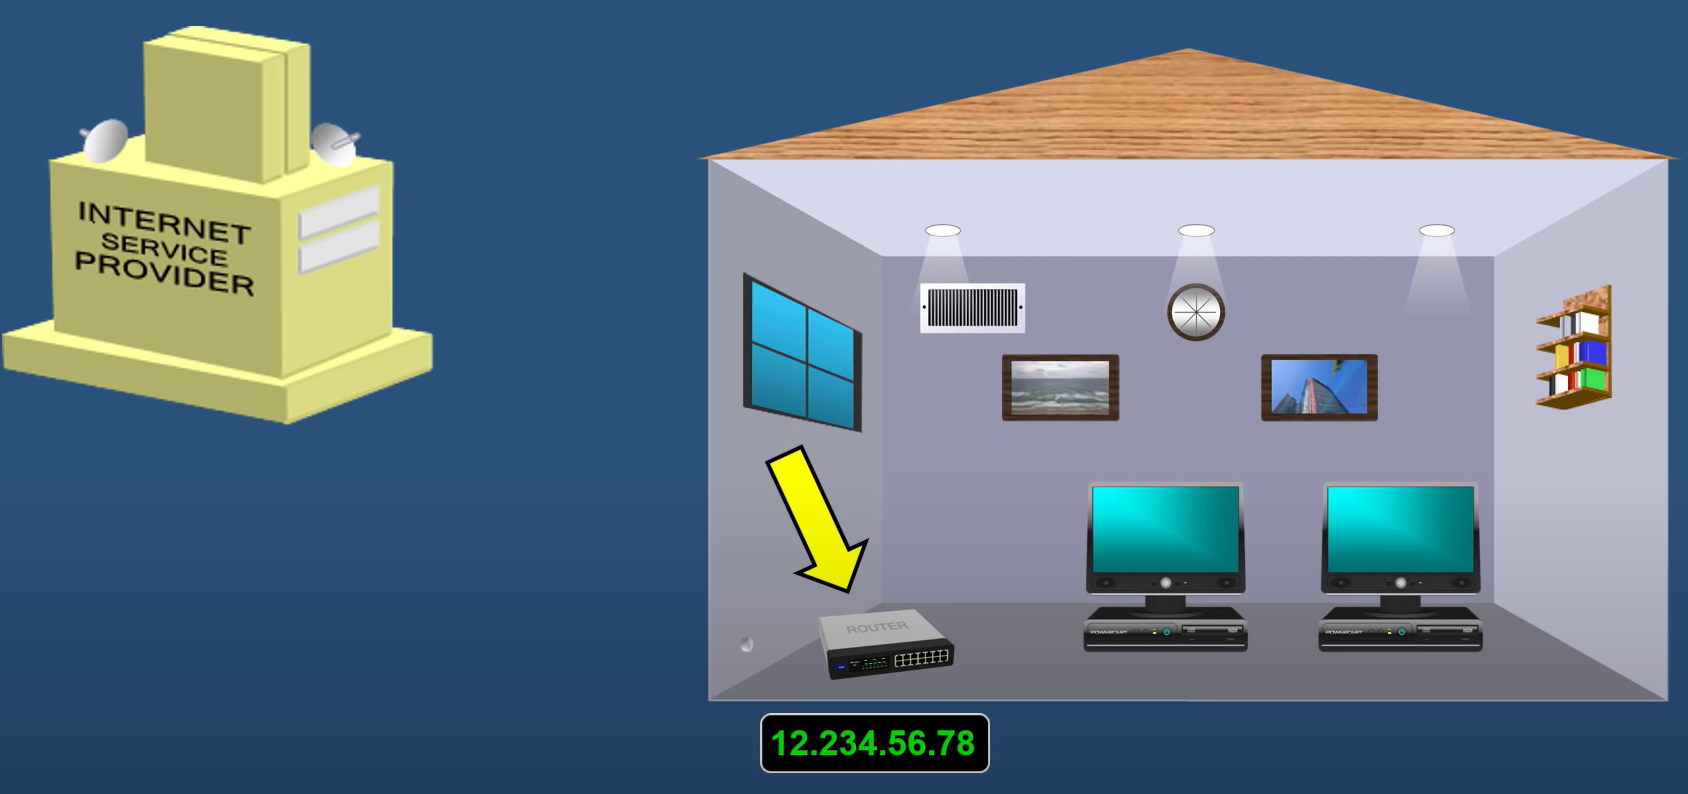 INTERNET
SERVICE
PROVIDER
ROUTER
12.234.56.78